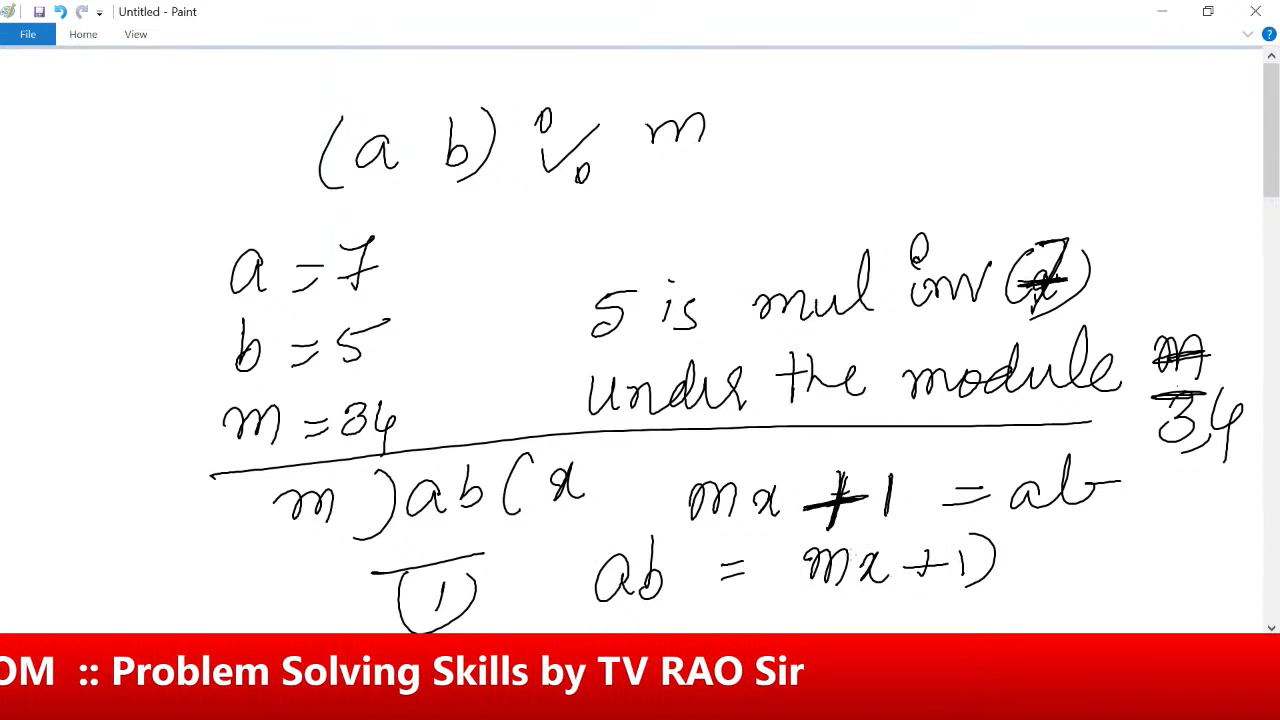 Untitled - Paint
File Home View
(a b) % m
a = 7
b = 5
m = 34
5 is mul inv (7)
under the module m
34
m ) ab ( x
1
mx + 1 = ab
ab = mx + 1)
OM :: Problem Solving Skills by TV RAO Sir